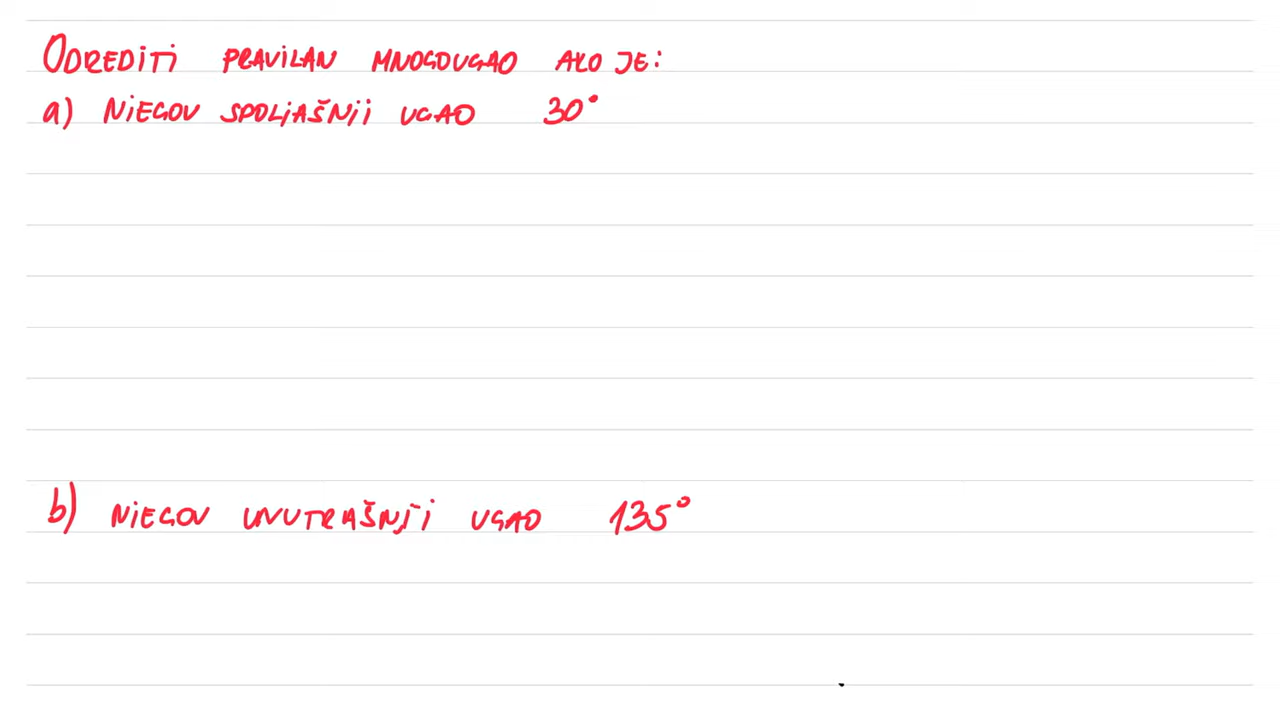 ODREDITI PRAVILAN MNOGOUGAO AKO JE:
a) NJEGOV SPOLJAŠNJI UGAO 30°
b) NJEGOV UNUTRAŠNJI UGAO 135°